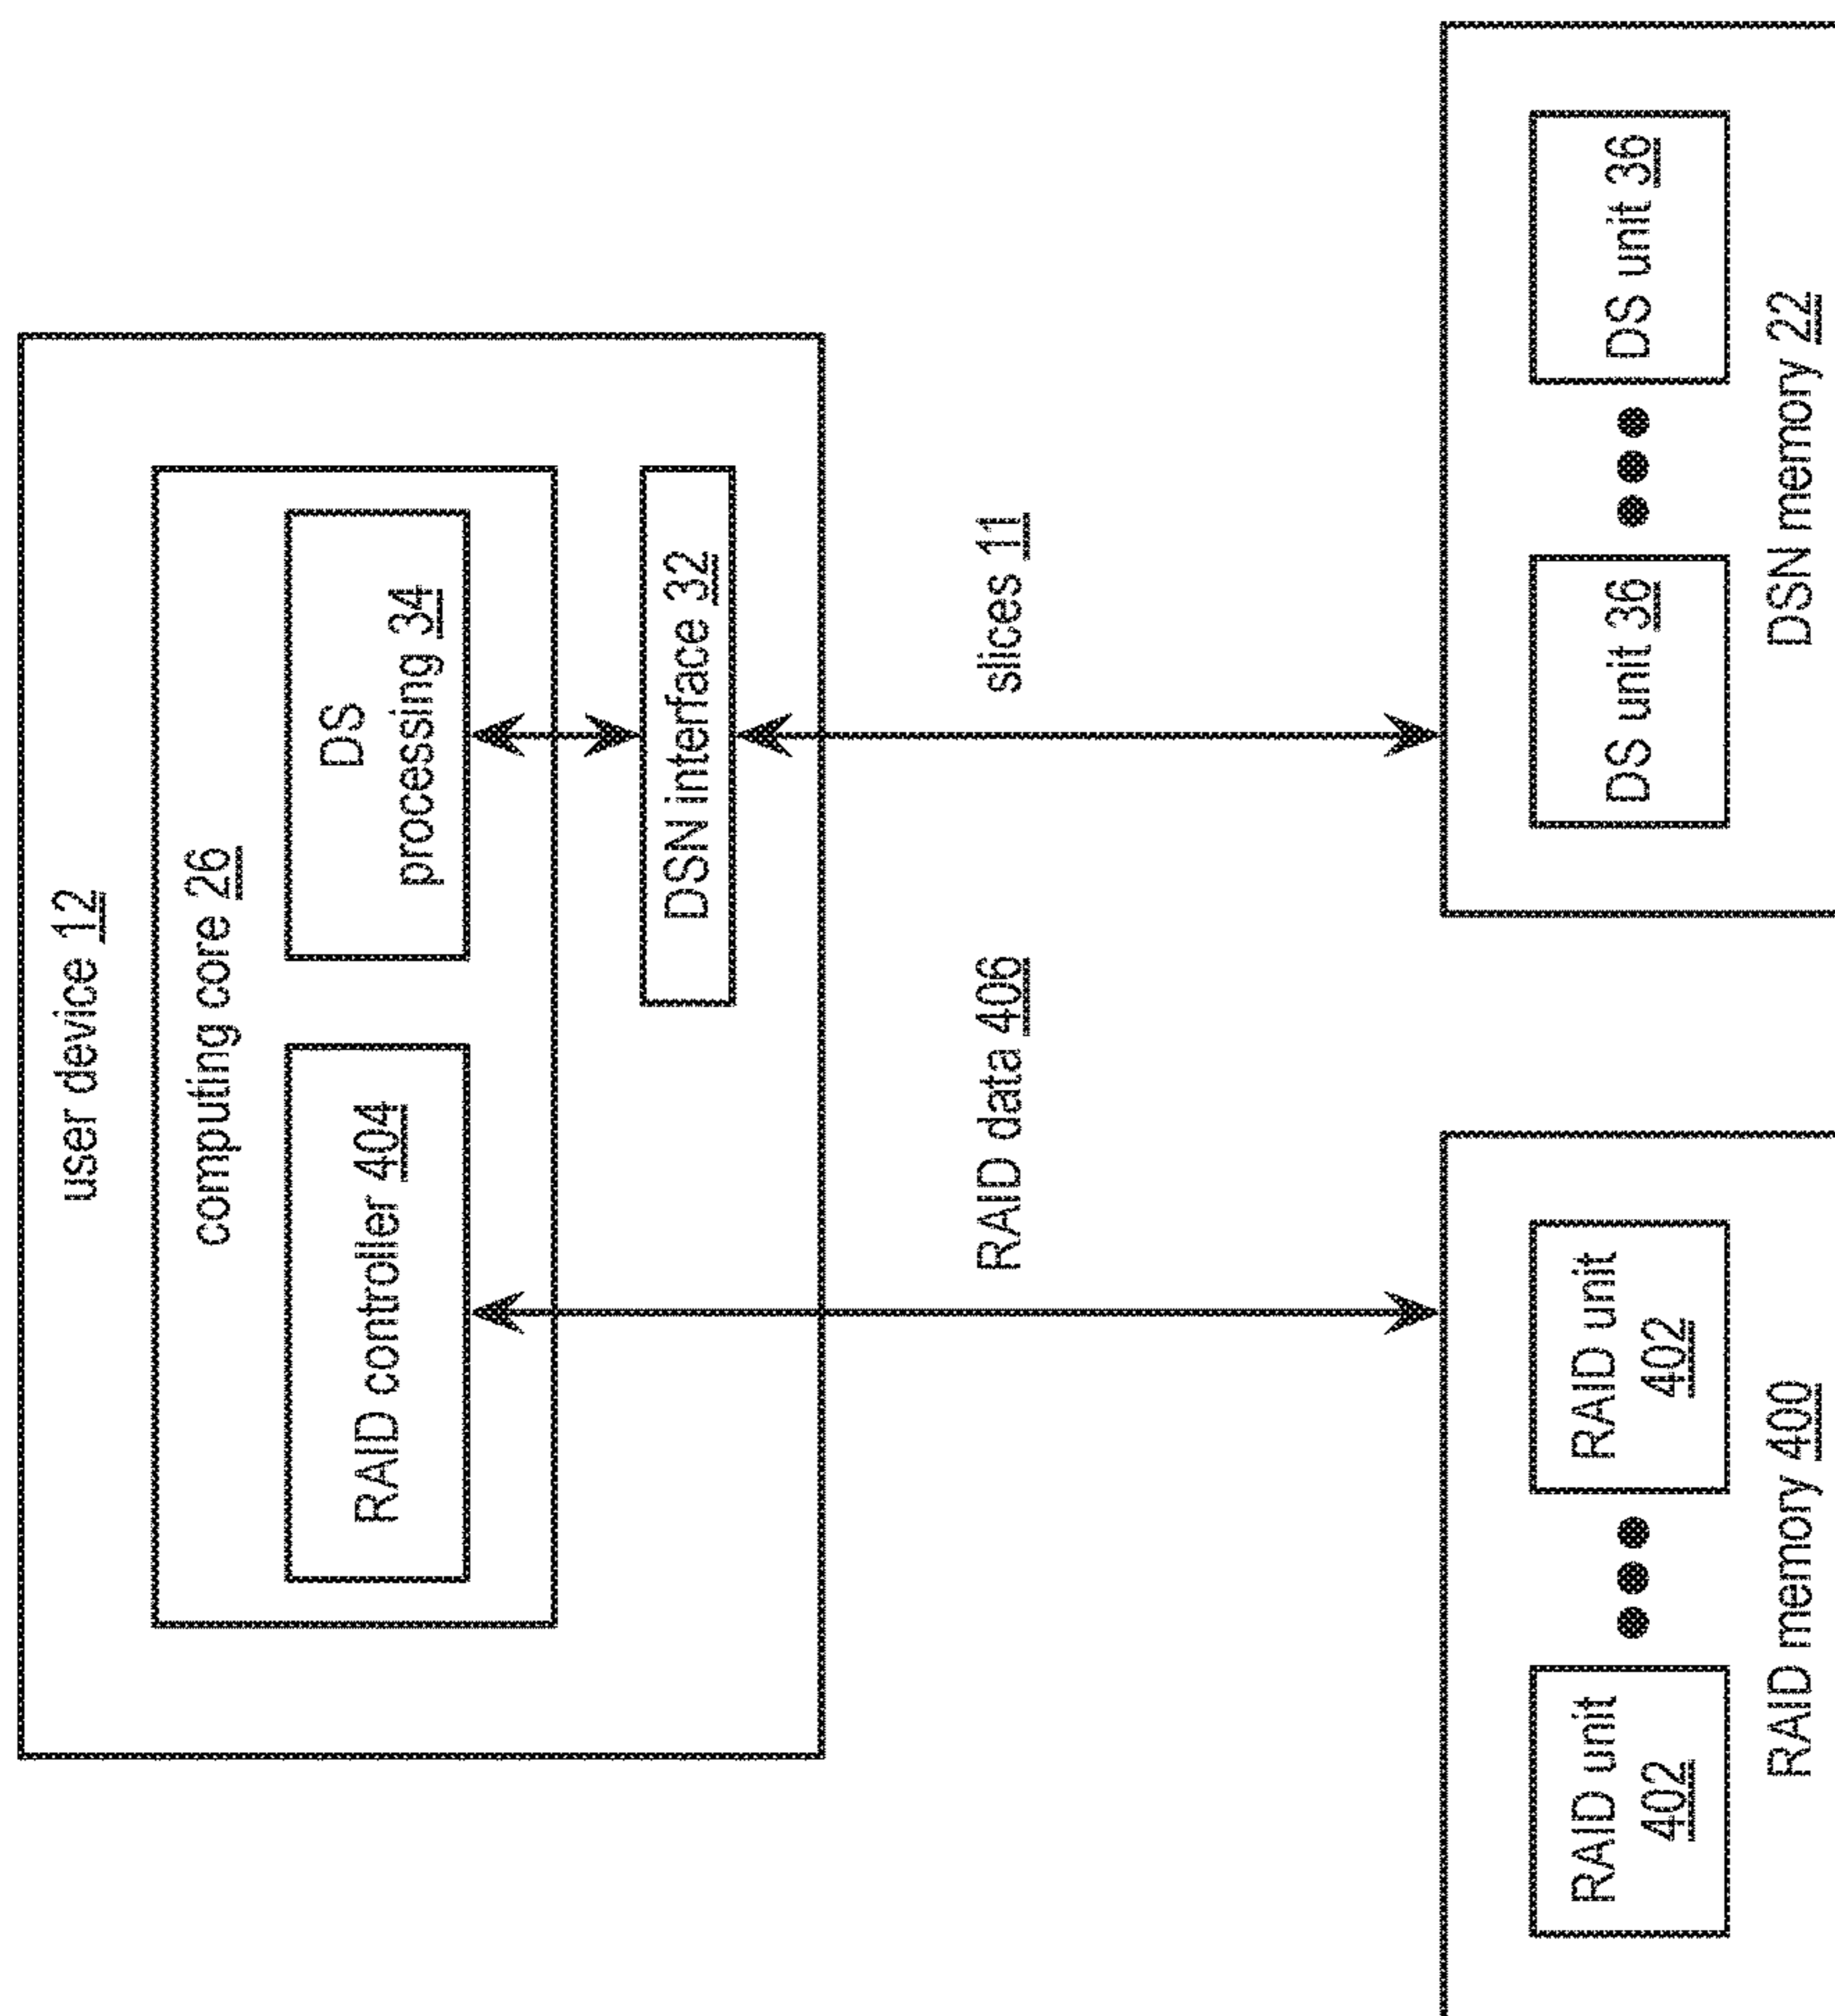 user device 12
computing core 26
RAID controller 404
DS
processing 34
DSN interface 32
RAID data 406
slices 11
RAID unit
402
RAID unit
402
RAID memory 400
DS unit 36
DS unit 36
DSN memory 22